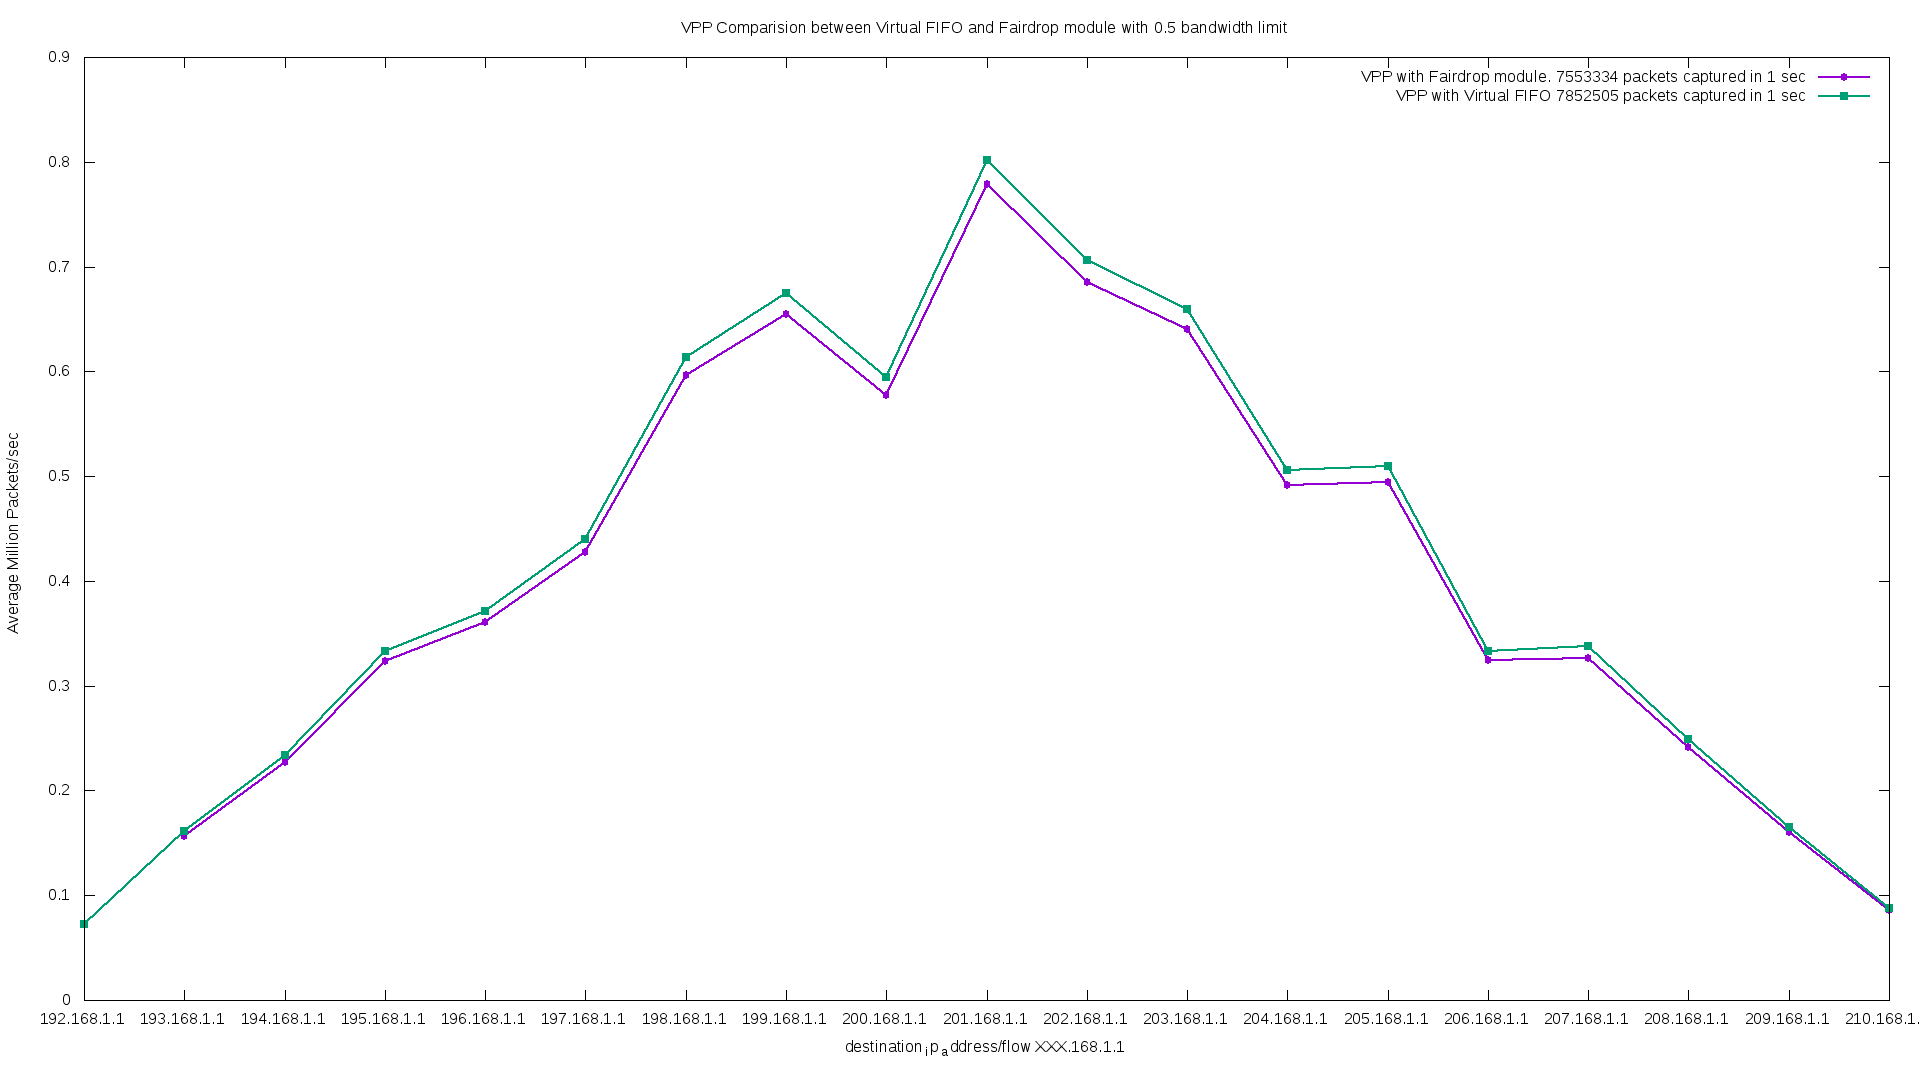 VPP Comparision between Virtual FIFO and Fairdrop module with 0.5 bandwidth limit
VPP with Fairdrop module. 7553334 packets captured in 1 sec
VPP with Virtual FIFO 7852505 packets captured in 1 sec
Average Million Packets/sec
0.9
0.8
0.7
0.6
0.5
0.4
0.3
0.2
0.1
0
192.168.1.1 193.168.1.1 194.168.1.1 195.168.1.1 196.168.1.1 197.168.1.1 198.168.1.1 199.168.1.1 200.168.1.1 201.168.1.1 202.168.1.1 203.168.1.1 204.168.1.1 205.168.1.1 206.168.1.1 207.168.1.1 208.168.1.1 209.168.1.1 210.168.1.
destination ip address/flow XXX.168.1.1